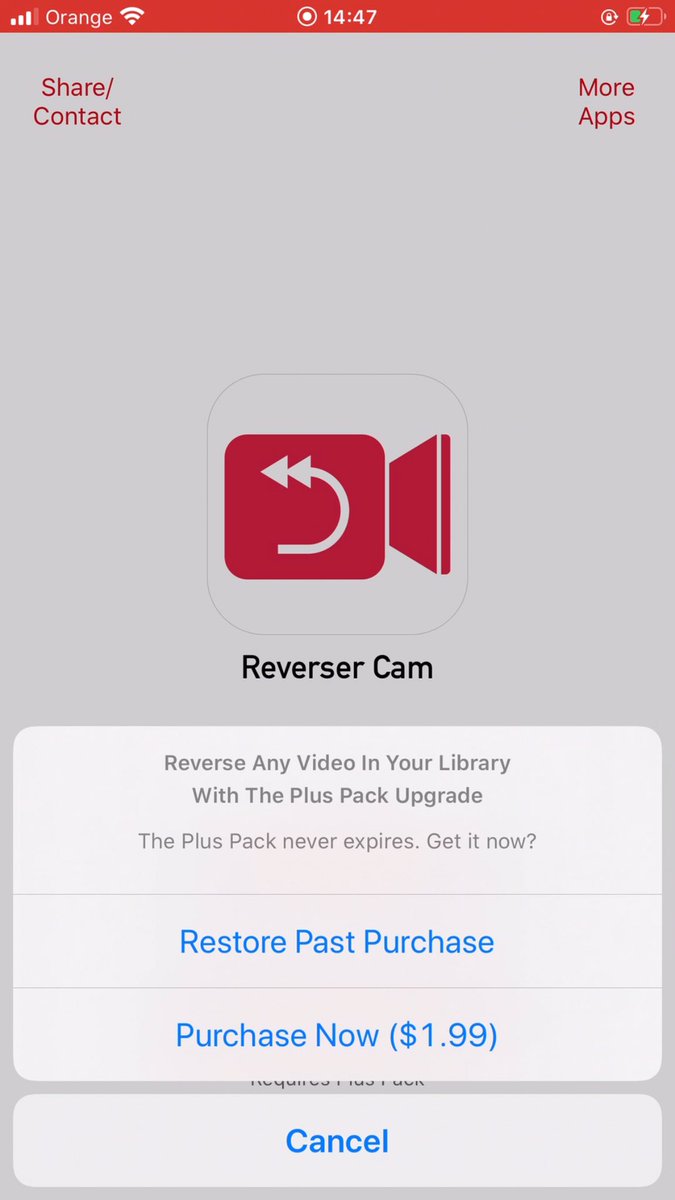 Orange 14:47
Share/
Contact
More
Apps
Reverser Cam
Reverse Any Video In Your Library
With The Plus Pack Upgrade
The Plus Pack never expires. Get it now?
Restore Past Purchase
Purchase Now ($1.99)
Requires Plus Pack
Cancel